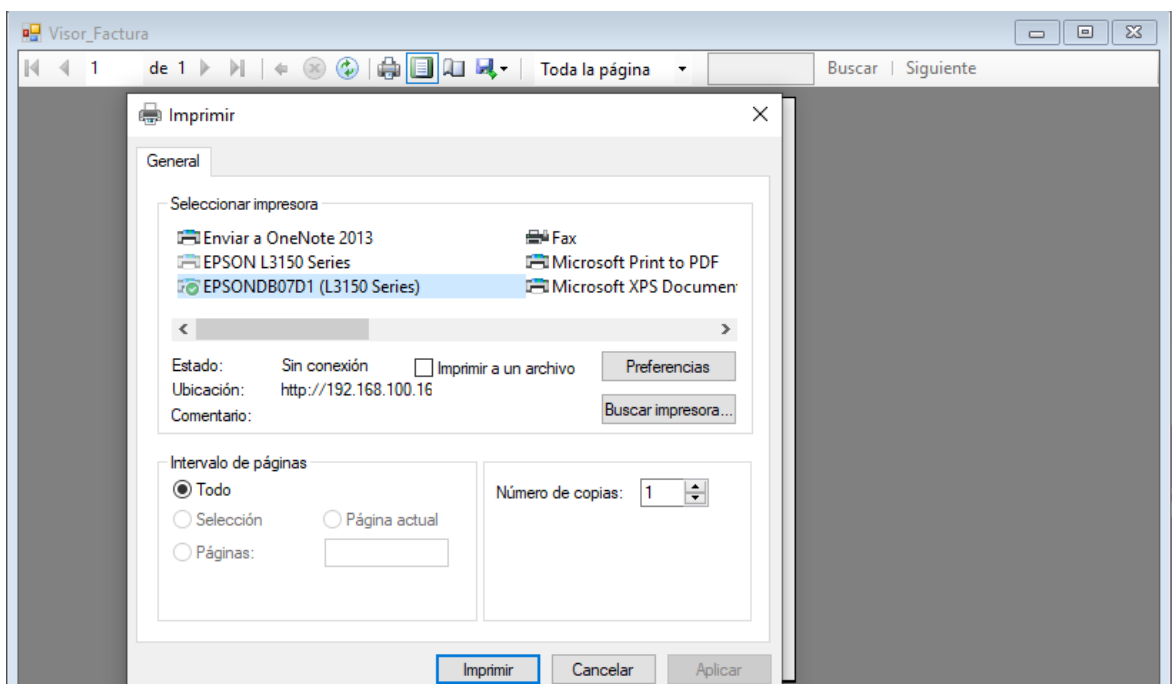 Visor_Factura
1 de 1 Toda la página Buscar | Siguiente
Imprimir
General
Seleccionar impresora
Enviar a OneNote 2013 Fax
EPSON L3150 Series Microsoft Print to PDF
EPSONDB07D1 (L3150 Series) Microsoft XPS Documen
Estado: Sin conexión Imprimir a un archivo Preferencias
Ubicación: http://192.168.100.16
Comentario: Buscar impresora...
Intervalo de páginas
Todo
Número de copias: 1
Selección Página actual
Páginas:
Imprimir Cancelar Aplicar